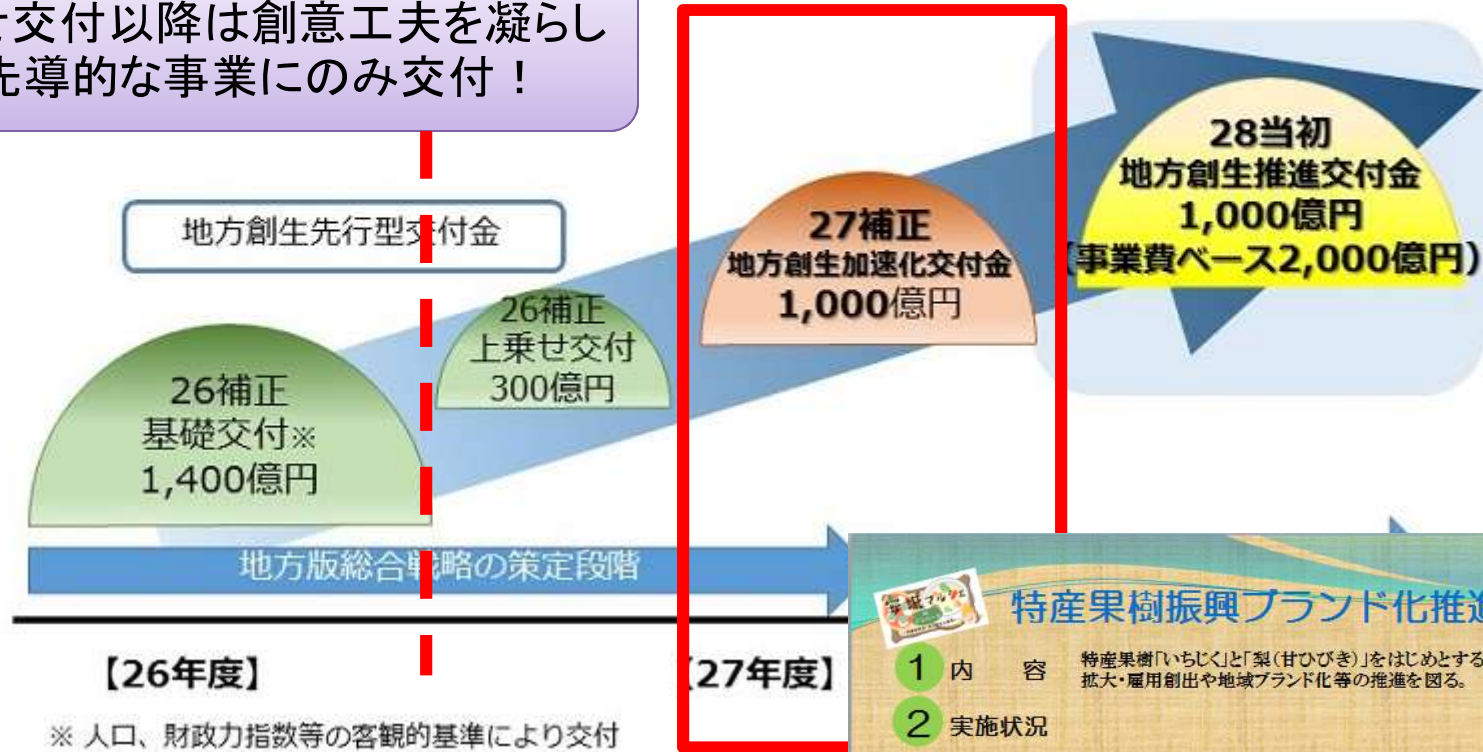 せ交付以降は創意工夫を凝らし
先導的な事業にのみ交付！
地方創生先行型交付金
26補正
基礎交付※
1,400億円
26補正
上乗せ交付
300億円
27補正
地方創生加速化交付金
1,000億円
28当初
地方創生推進交付金
1,000億円
（事業費ベース2,000億円）
地方版総合戦略の策定段階
【26年度】
【27年度】
※ 人口、財政力指数等の客観的基準により交付
特産果樹振興ブランド化推進
1 内 容 特産果樹「いちじく」と「梨（甘ひびき）」をはじめとする
拡大・雇用創出や地域ブランド化等の推進を図る。
2 実施状況